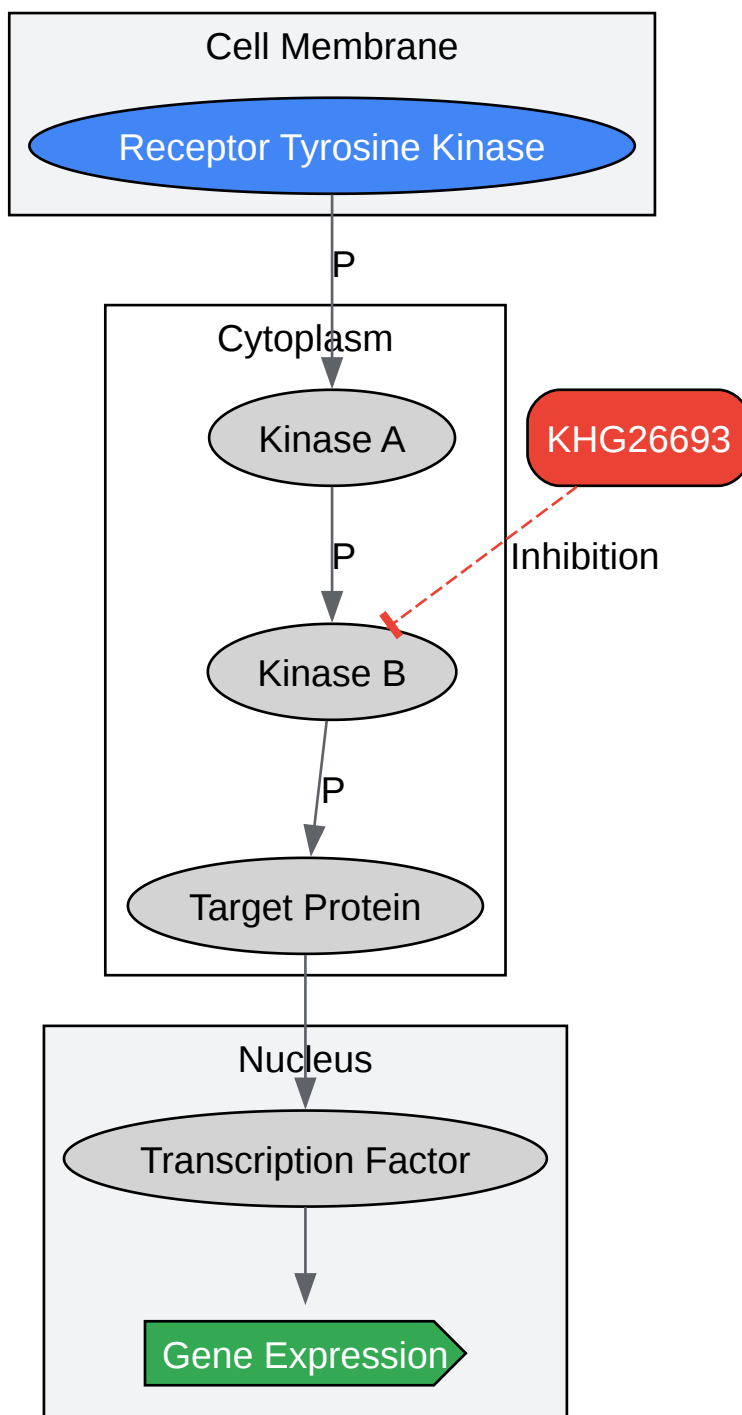 Cell Membrane
Receptor Tyrosine Kinase
P
Cytoplasm
Kinase A
KHG26693
P
Inhibition
Kinase B
P
Target Protein
Nucleus
Transcription Factor
Gene Expression